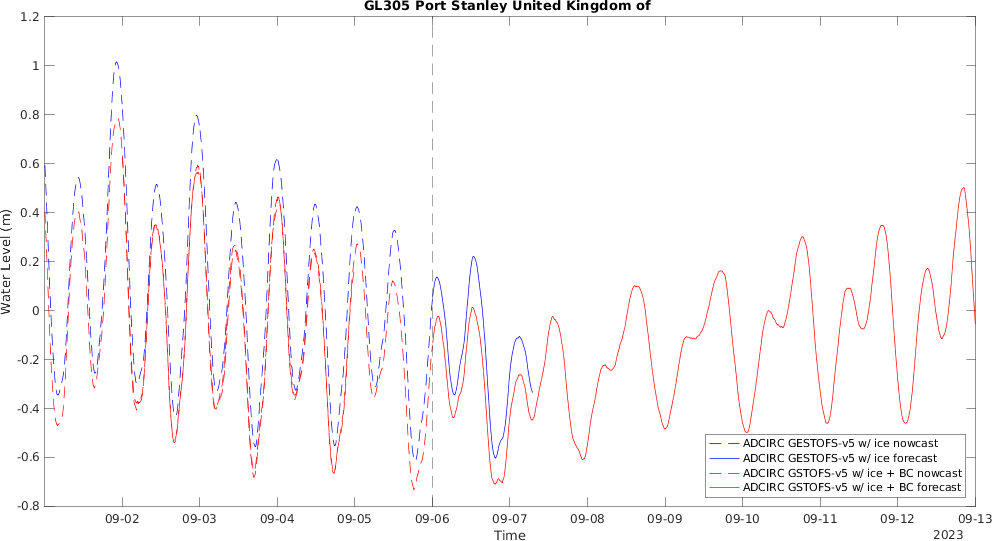 GL305 Port Stanley United Kingdom of
Water Level (m)
1.2
1
0.8
0.6
0.4
0.2
0
-0.2
-0.4
-0.6
-0.8
09-02 09-03 09-04 09-05 09-06 09-07 09-08 09-09 09-10 09-11 09-12 09-13
Time
2023
ADCIRC GESTOFS-v5 w/ ice nowcast
ADCIRC GESTOFS-v5 w/ ice forecast
ADCIRC GSTOFS-v5 w/ ice + BC nowcast
ADCIRC GSTOFS-v5 w/ ice + BC forecast